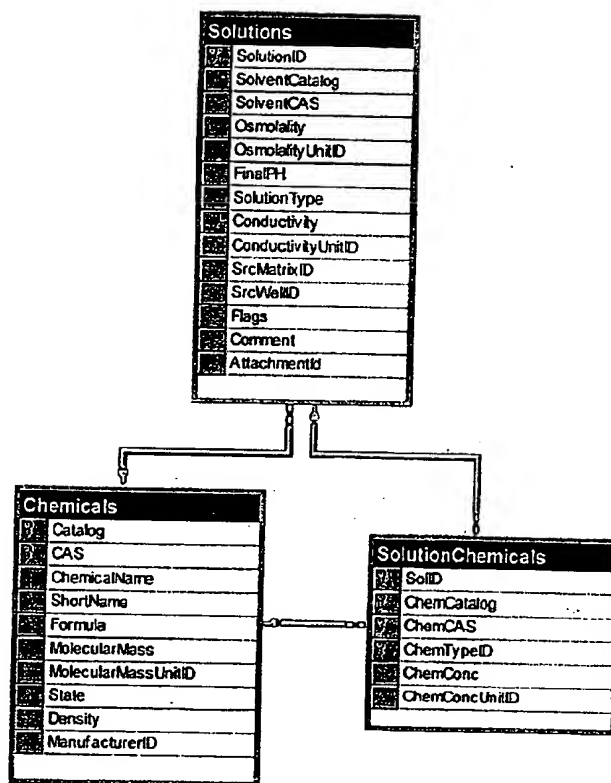 Solutions
SolutionID
SolventCatalog
SolventCAS
Osmolality
OsmolalityUnitID
FinalPH
SolutionType
Conductivity
ConductivityUnitID
SrcMatrixID
SrcWellID
Flags
Comment
AttachmentId
Chemicals
Catalog
CAS
ChemicalName
ShortName
Formula
MolecularMass
MolecularMassUnitID
State
Density
ManufacturerID
SolutionChemicals
SolID
ChemCatalog
ChemCAS
ChemTypeID
ChemConc
ChemConcUnitID